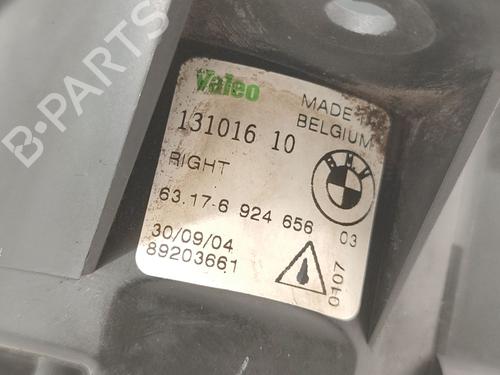 B-PARTS
Valeo
MADE
BELGIUM
131016 10
RIGHT
63.17-6 924 656
03
30/09/04
89203661
0107